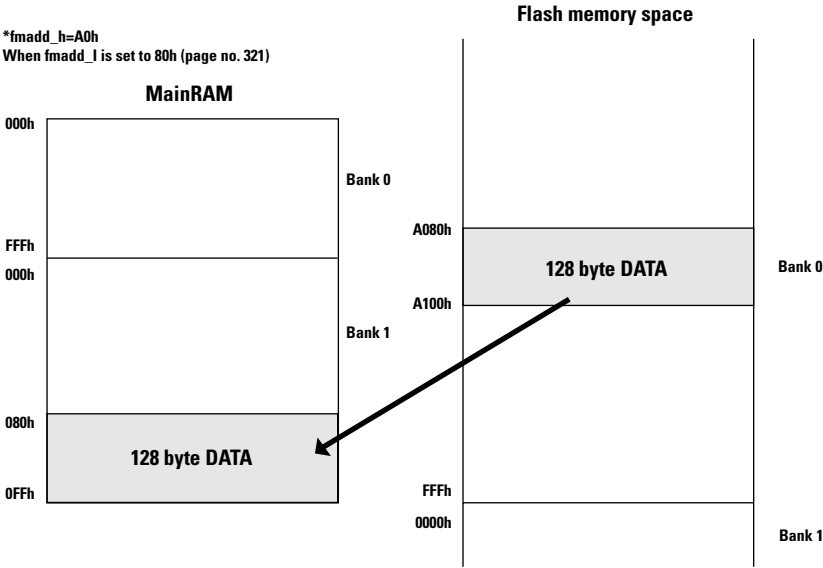 Flash memory space
*fmadd_h=A0h
When fmadd_l is set to 80h (page no. 321)
MainRAM
000h
Bank 0
FFFh
000h
Bank 1
080h
128 byte DATA
0FFh
A080h
128 byte DATA
Bank 0
A100h
FFFh
0000h
Bank 1